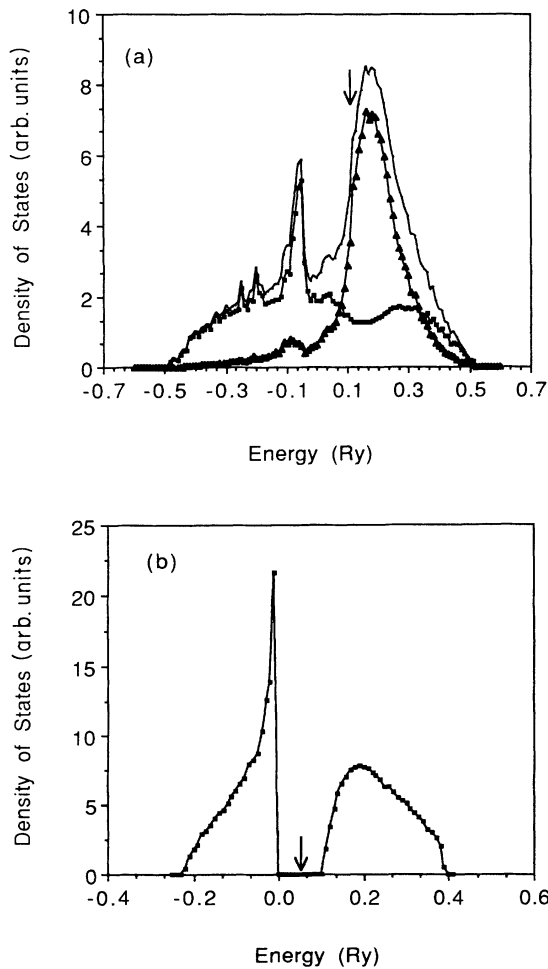 10
(a)
8
6
4
2
0
Density of States (arb. units)
-0.7 -0.5 -0.3 -0.1 0.1 0.3 0.5 0.7
Energy (Ry)
25
(b)
20
15
10
5
0
Density of States (arb. units)
-0.4 -0.2 0.0 0.2 0.4 0.6
Energy (Ry)